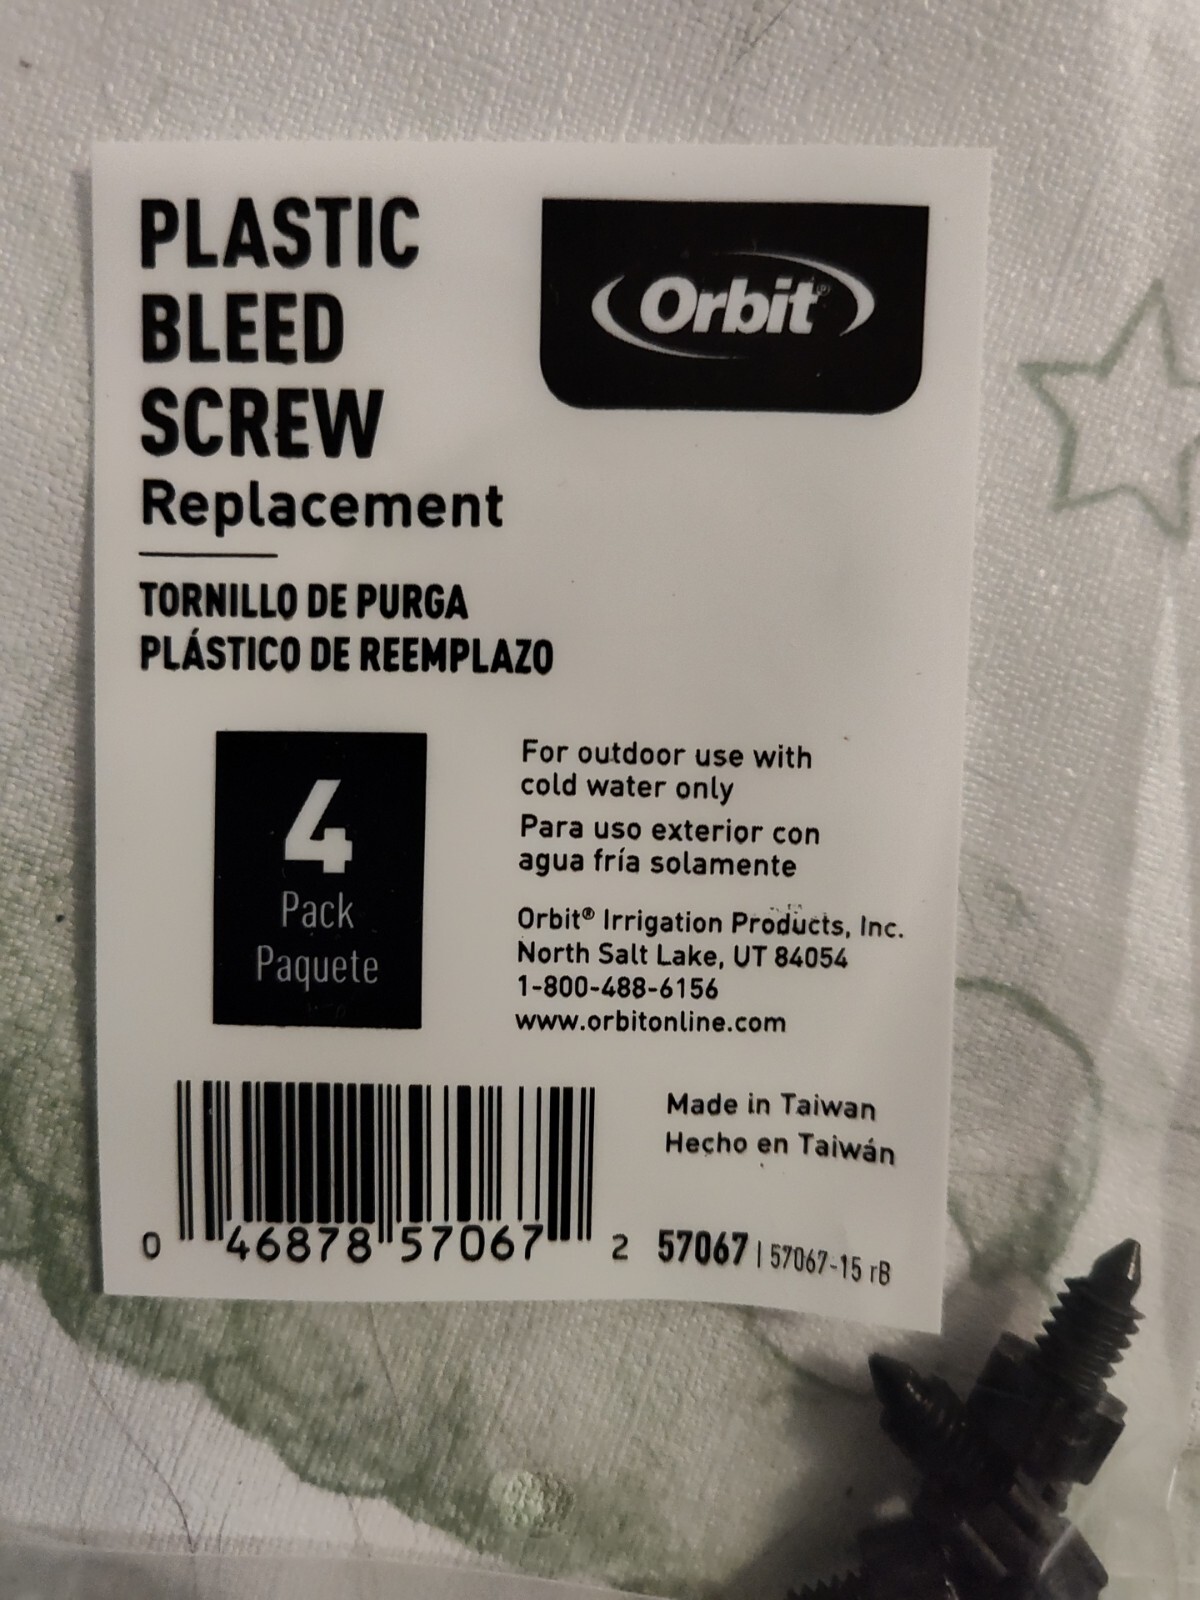 PLASTIC
BLEED
SCREW
Replacement
TORNILLO DE PURGA
PLÁSTICO DE REEMPLAZO
Orbit®
4
Pack
Paquete
For outdoor use with
cold water only
Para uso exterior con
agua fría solamente
Orbit® Irrigation Products, Inc.
North Salt Lake, UT 84054
1-800-488-6156
www.orbitonline.com
Made in Taiwan
Hecho en Taiwán
0 46878 57067 2
57067 | 57067-15 rB